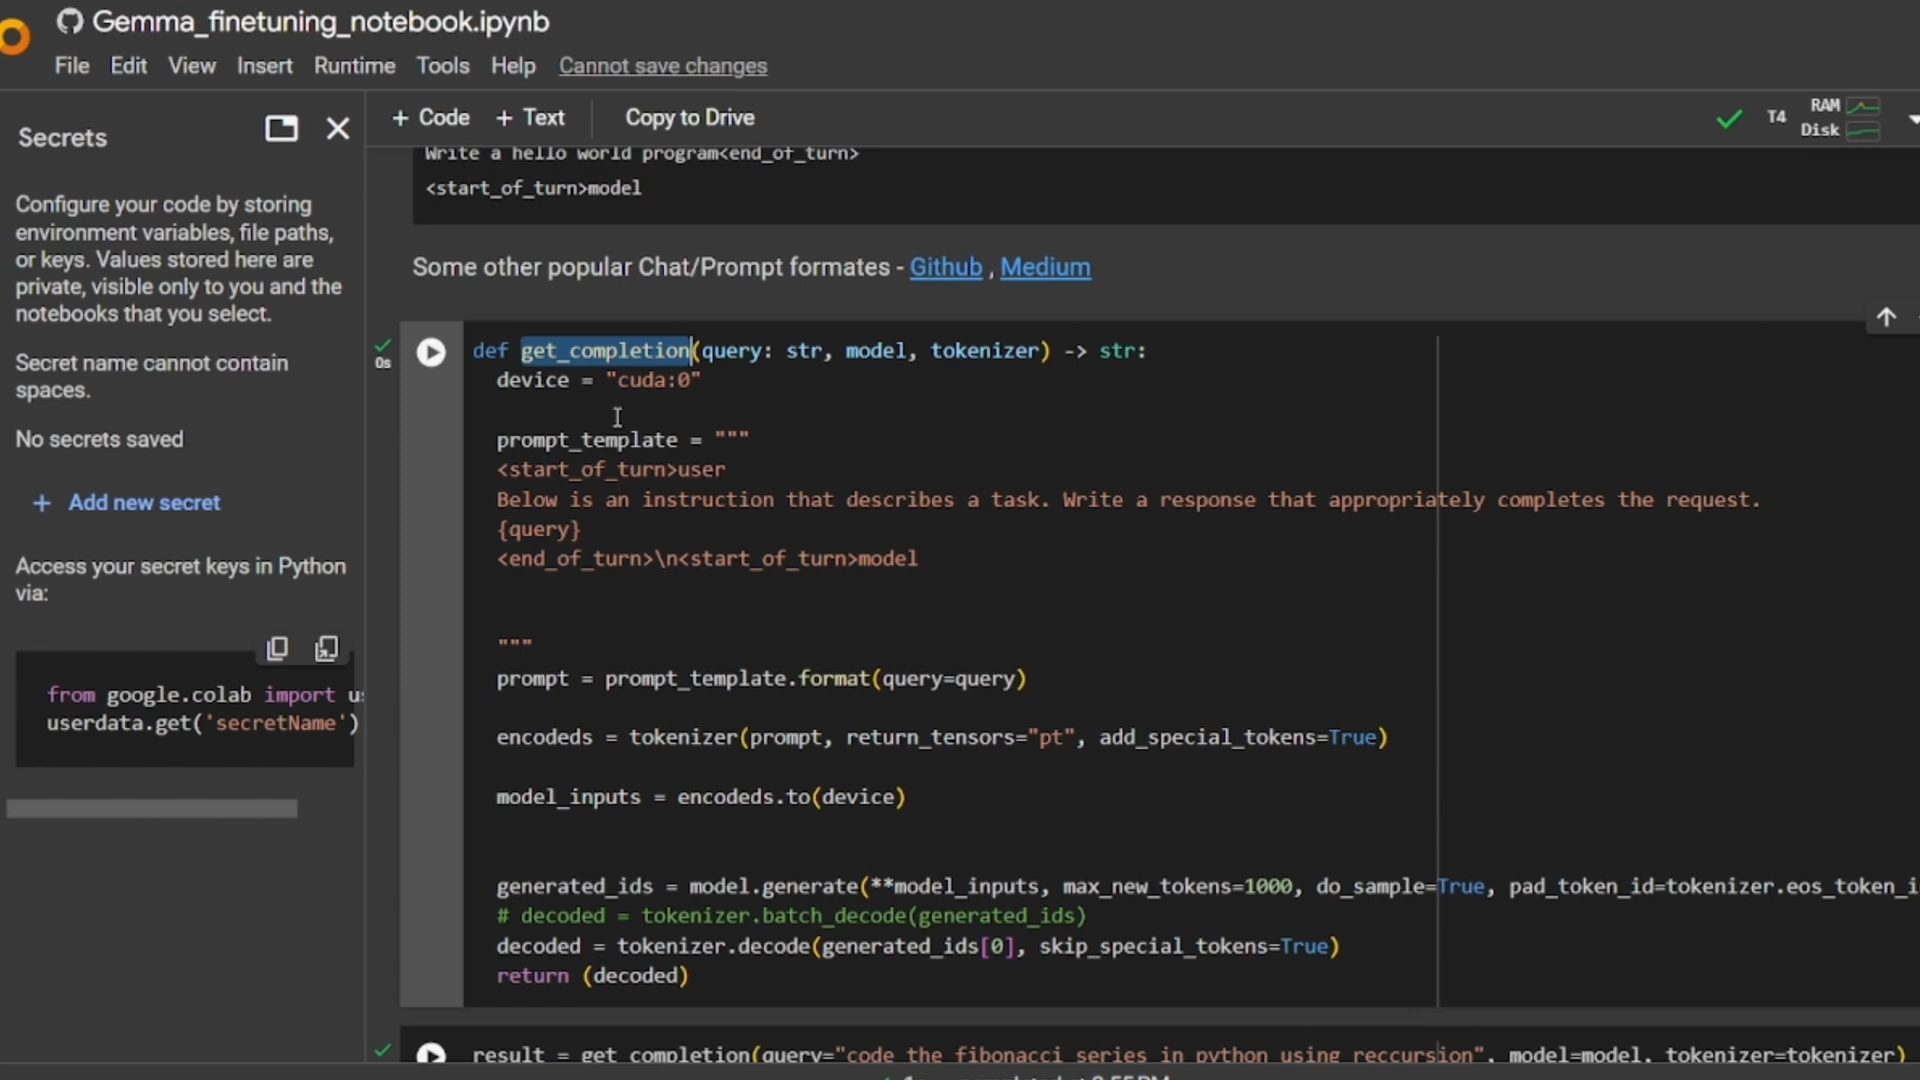 Gemma_finetuning_notebook.ipynb
File Edit View Insert Runtime Tools Help Cannot save changes
Secrets
+ Code + Text Copy to Drive
T4 RAM
Disk
Write a hello world program<end_of_turn>
<start_of_turn>model
Configure your code by storing
environment variables, file paths,
or keys. Values stored here are
private, visible only to you and the
notebooks that you select.
Secret name cannot contain
spaces.
No secrets saved
+ Add new secret
Access your secret keys in Python
via:
from google.colab import
userdata.get('secretName')
Some other popular Chat/Prompt formates - Github , Medium
0s
def get_completion(query: str, model, tokenizer) -> str:
device = "cuda:0"
prompt_template = """
<start_of_turn>user
Below is an instruction that describes a task. Write a response that appropriately completes the request.
{query}
<end_of_turn>\n<start_of_turn>model
"""
prompt = prompt_template.format(query=query)
encodeds = tokenizer(prompt, return_tensors="pt", add_special_tokens=True)
model_inputs = encodeds.to(device)
generated_ids = model.generate(**model_inputs, max_new_tokens=1000, do_sample=True, pad_token_id=tokenizer.eos_token_i
# decoded = tokenizer.batch_decode(generated_ids)
decoded = tokenizer.decode(generated_ids[0], skip_special_tokens=True)
return (decoded)
result = get_completion(query="code the fibonacci series in python using reccursion", model=model, tokenizer=tokenizer)